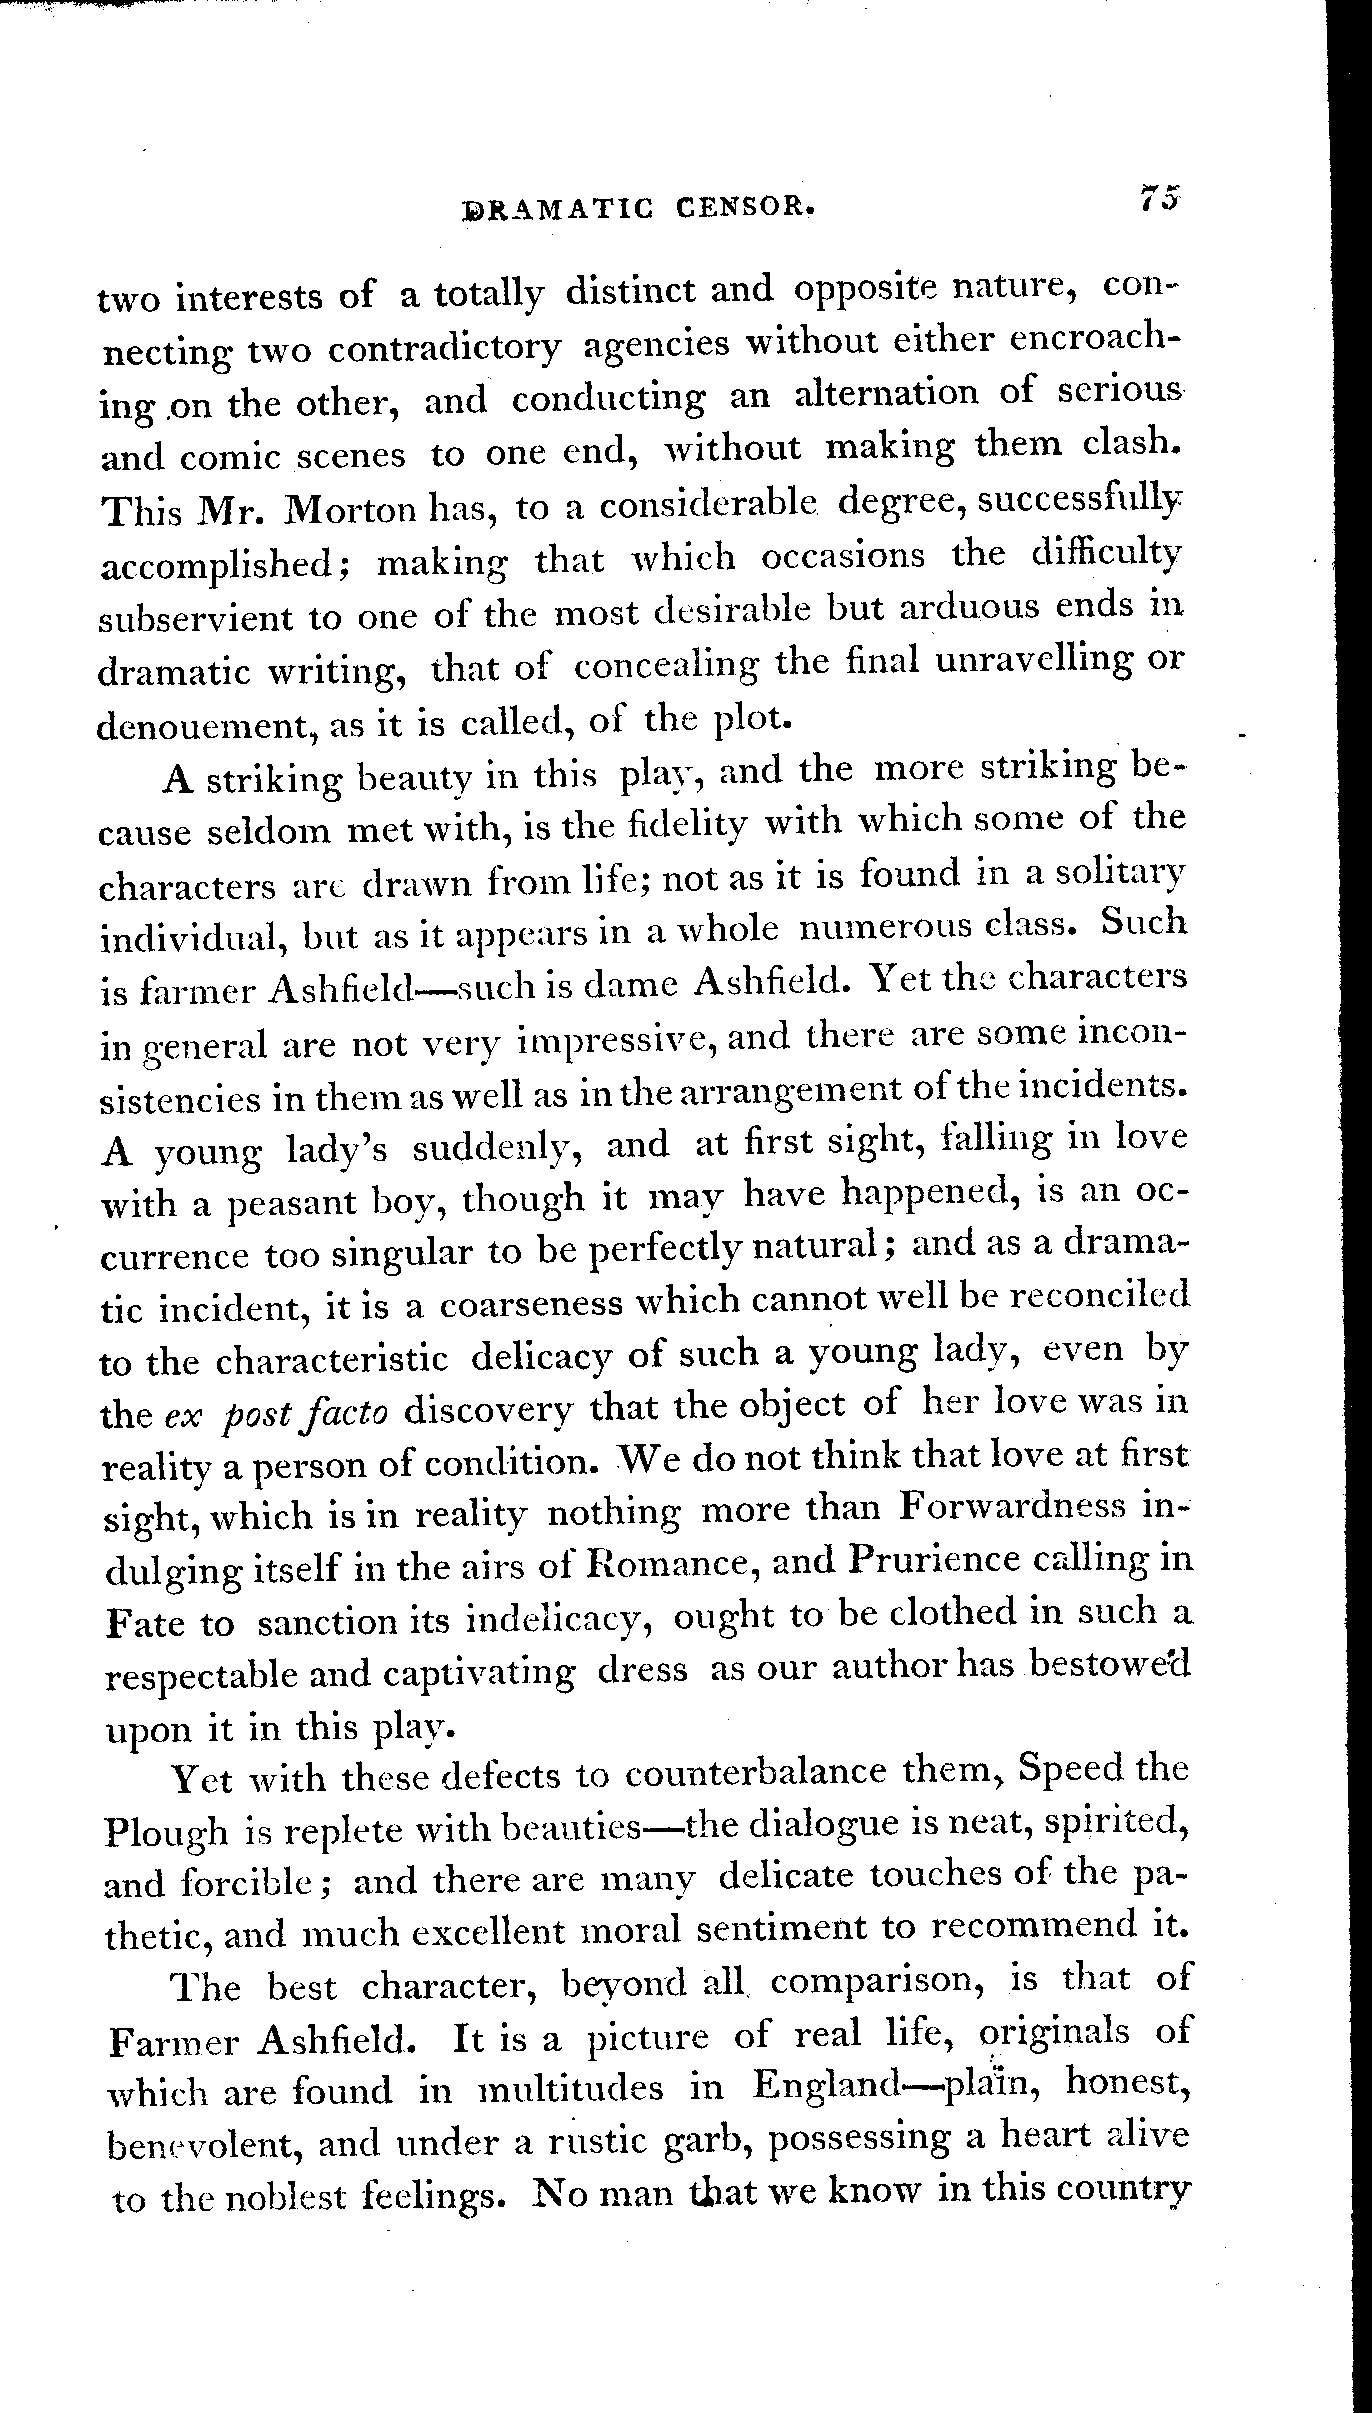 DRAMATIC CENSOR. 75
two interests of a totally distinct and opposite nature, con-
necting two contradictory agencies without either encroach-
ing on the other, and conducting an alternation of serious
and comic scenes to one end, without making them clash.
This Mr. Morton has, to a considerable degree, successfully
accomplished; making that which occasions the difficulty
subservient to one of the most desirable but arduous ends in
dramatic writing, that of concealing the final unravelling or
denouement, as it is called, of the plot.
A striking beauty in this play, and the more striking be-
cause seldom met with, is the fidelity with which some of the
characters are drawn from life; not as it is found in a solitary
individual, but as it appears in a whole numerous class. Such
is farmer Ashfield—such is dame Ashfield. Yet the characters
in general are not very impressive, and there are some incon-
sistencies in them as well as in the arrangement of the incidents.
A young lady's suddenly, and at first sight, falling in love
with a peasant boy, though it may have happened, is an oc-
currence too singular to be perfectly natural; and as a drama-
tic incident, it is a coarseness which cannot well be reconciled
to the characteristic delicacy of such a young lady, even by
the ex post facto discovery that the object of her love was in
reality a person of condition. We do not think that love at first
sight, which is in reality nothing more than Forwardness in-
dulging itself in the airs of Romance, and Prurience calling in
Fate to sanction its indelicacy, ought to be clothed in such a
respectable and captivating dress as our author has bestowed
upon it in this play.
Yet with these defects to counterbalance them, Speed the
Plough is replete with beauties—the dialogue is neat, spirited,
and forcible; and there are many delicate touches of the pa-
thetic, and much excellent moral sentiment to recommend it.
The best character, beyond all comparison, is that of
Farmer Ashfield. It is a picture of real life, originals of
which are found in multitudes in England—plain, honest,
benevolent, and under a rustic garb, possessing a heart alive
to the noblest feelings. No man that we know in this country